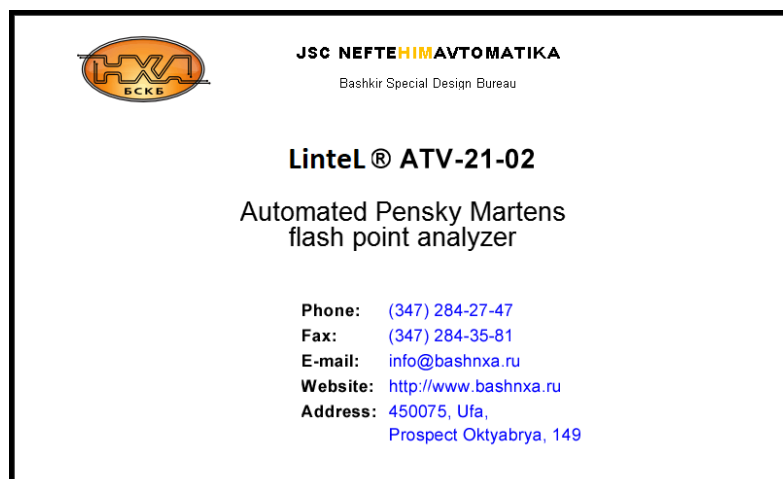 НХА
БСКБ
JSC NEFTEHIMAVTOMATIKA
Bashkir Special Design Bureau
LinteL ® ATV-21-02
Automated Pensky Martens
flash point analyzer
Phone: (347) 284-27-47
Fax: (347) 284-35-81
E-mail: info@bashnxa.ru
Website: http://www.bashnxa.ru
Address: 450075, Ufa,
Prospect Oktyabrya, 149